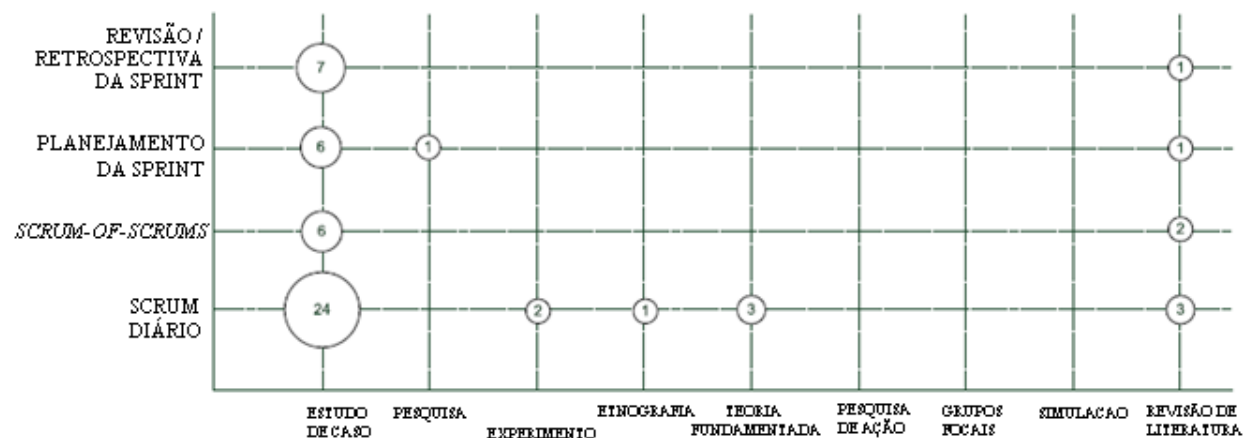 REVISÃO /
RETROSPECTIVA
DA SPRINT
7
1
PLANEJAMENTO
DA SPRINT
6
1
1
SCRUM-OF-SCRUMS
6
2
SCRUM
DIÁRIO
24
2
1
3
3
ESTUDO
DE CASO
PESQUISA
EXPERIMENTO
ETNOGRAFIA
TEORIA
FUNDAMENTADA
PESQUISA
DE AÇÃO
GRUPOS
FOCAIS
SIMULACAO
REVISÃO DE
LITERATURA